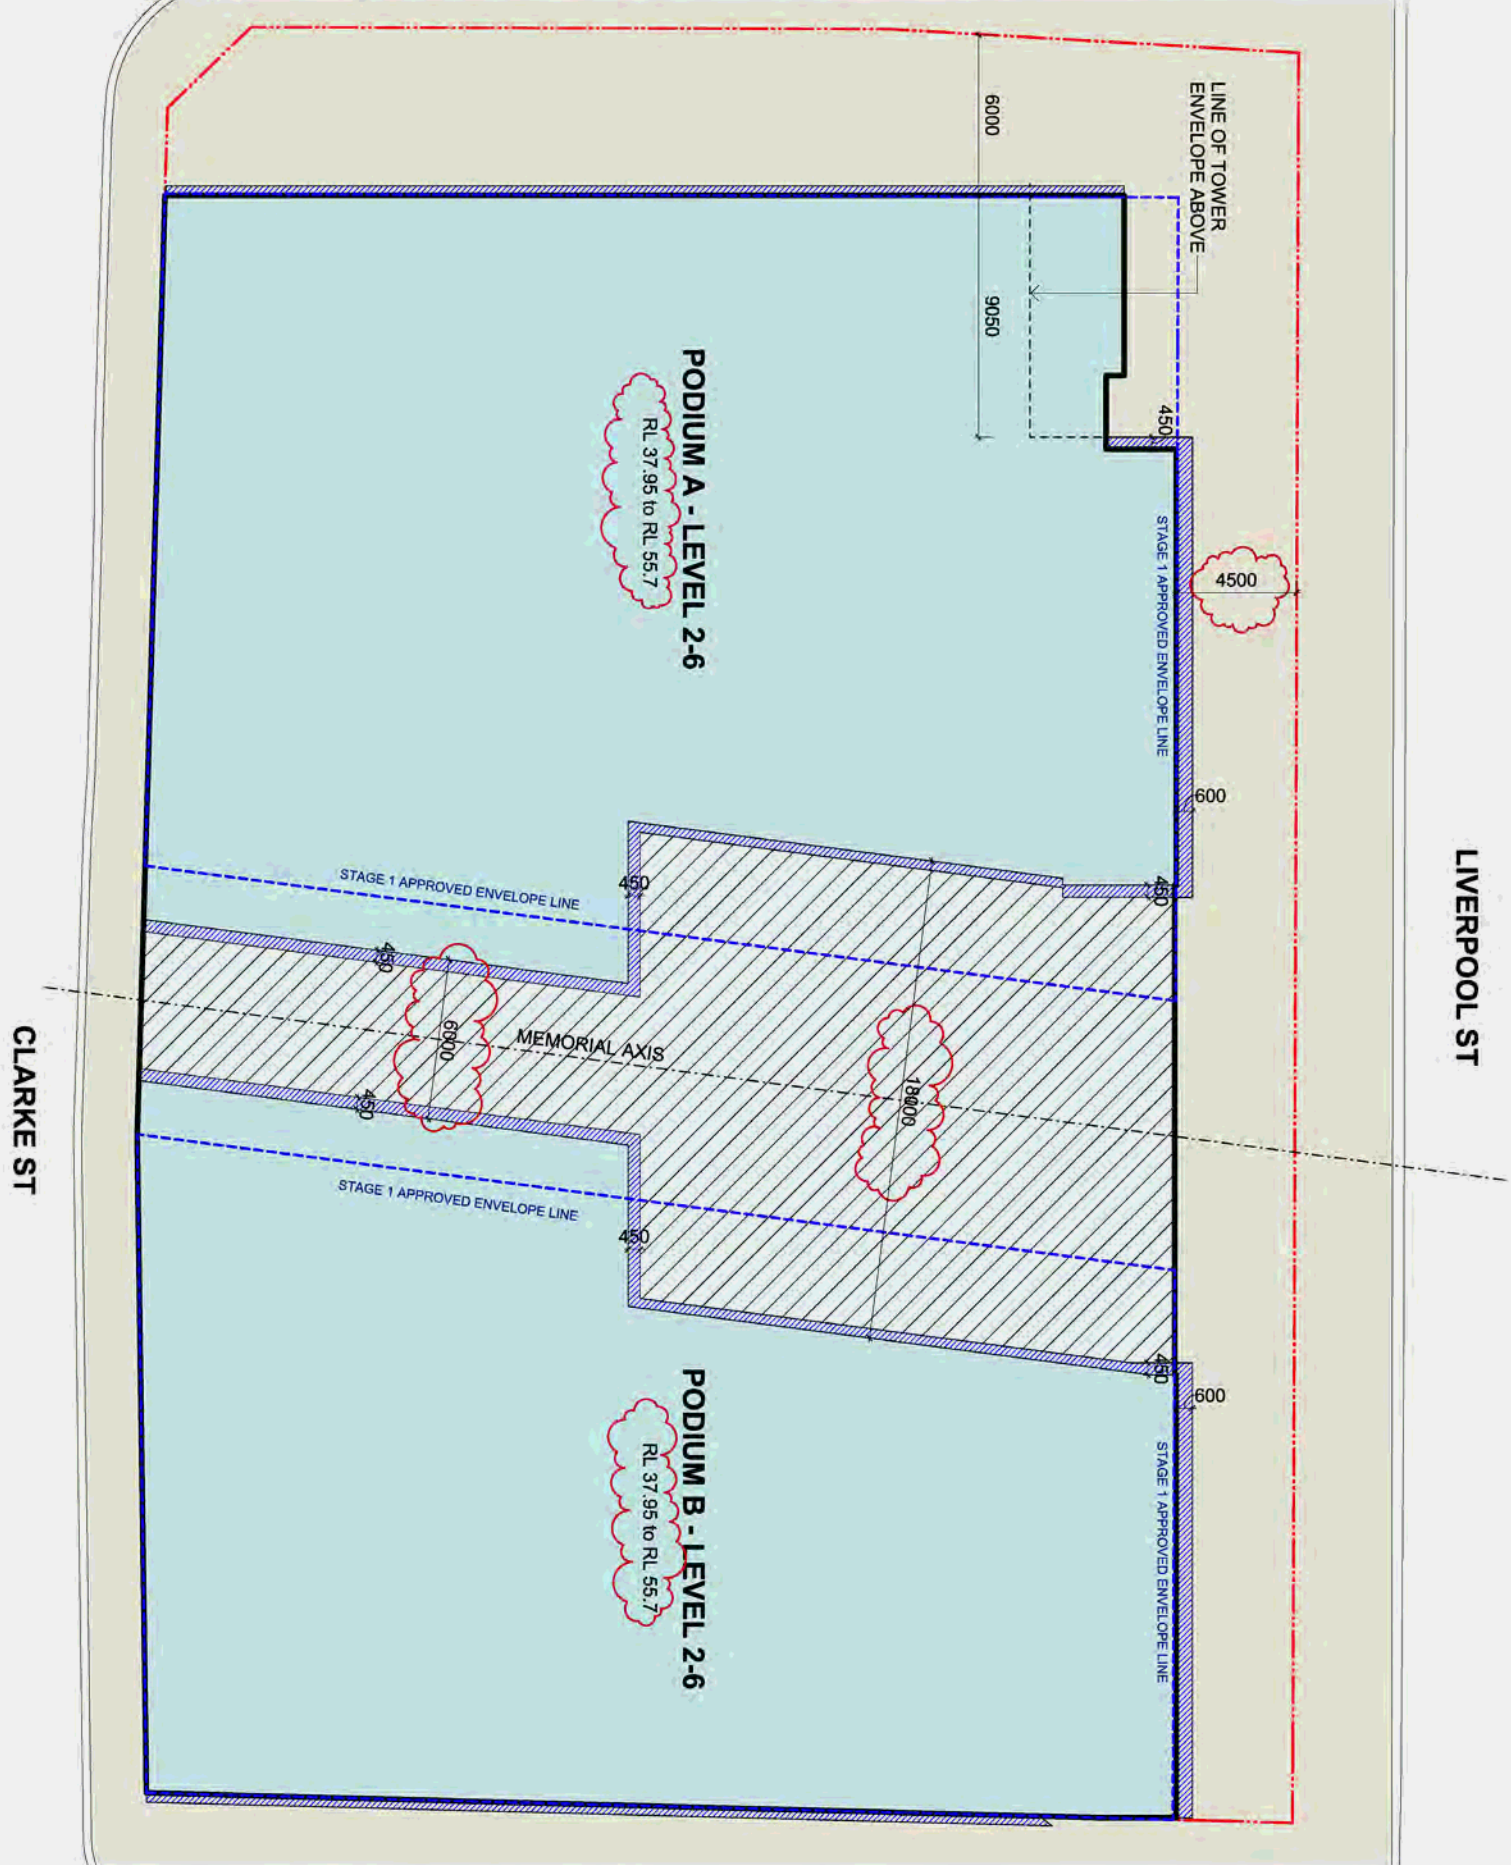 LIVERPOOL ST
LINE OF TOWER
ENVELOPE ABOVE
6000
9050
450
4500
STAGE 1 APPROVED ENVELOPE LINE
600
PODIUM A - LEVEL 2-6
RL 37.95 to RL 55.7
450
450
STAGE 1 APPROVED ENVELOPE LINE
450
6000
MEMORIAL AXIS
18000
450
STAGE 1 APPROVED ENVELOPE LINE
450
450
600
PODIUM B - LEVEL 2-6
RL 37.95 to RL 55.7
STAGE 1 APPROVED ENVELOPE LINE
CLARKE ST